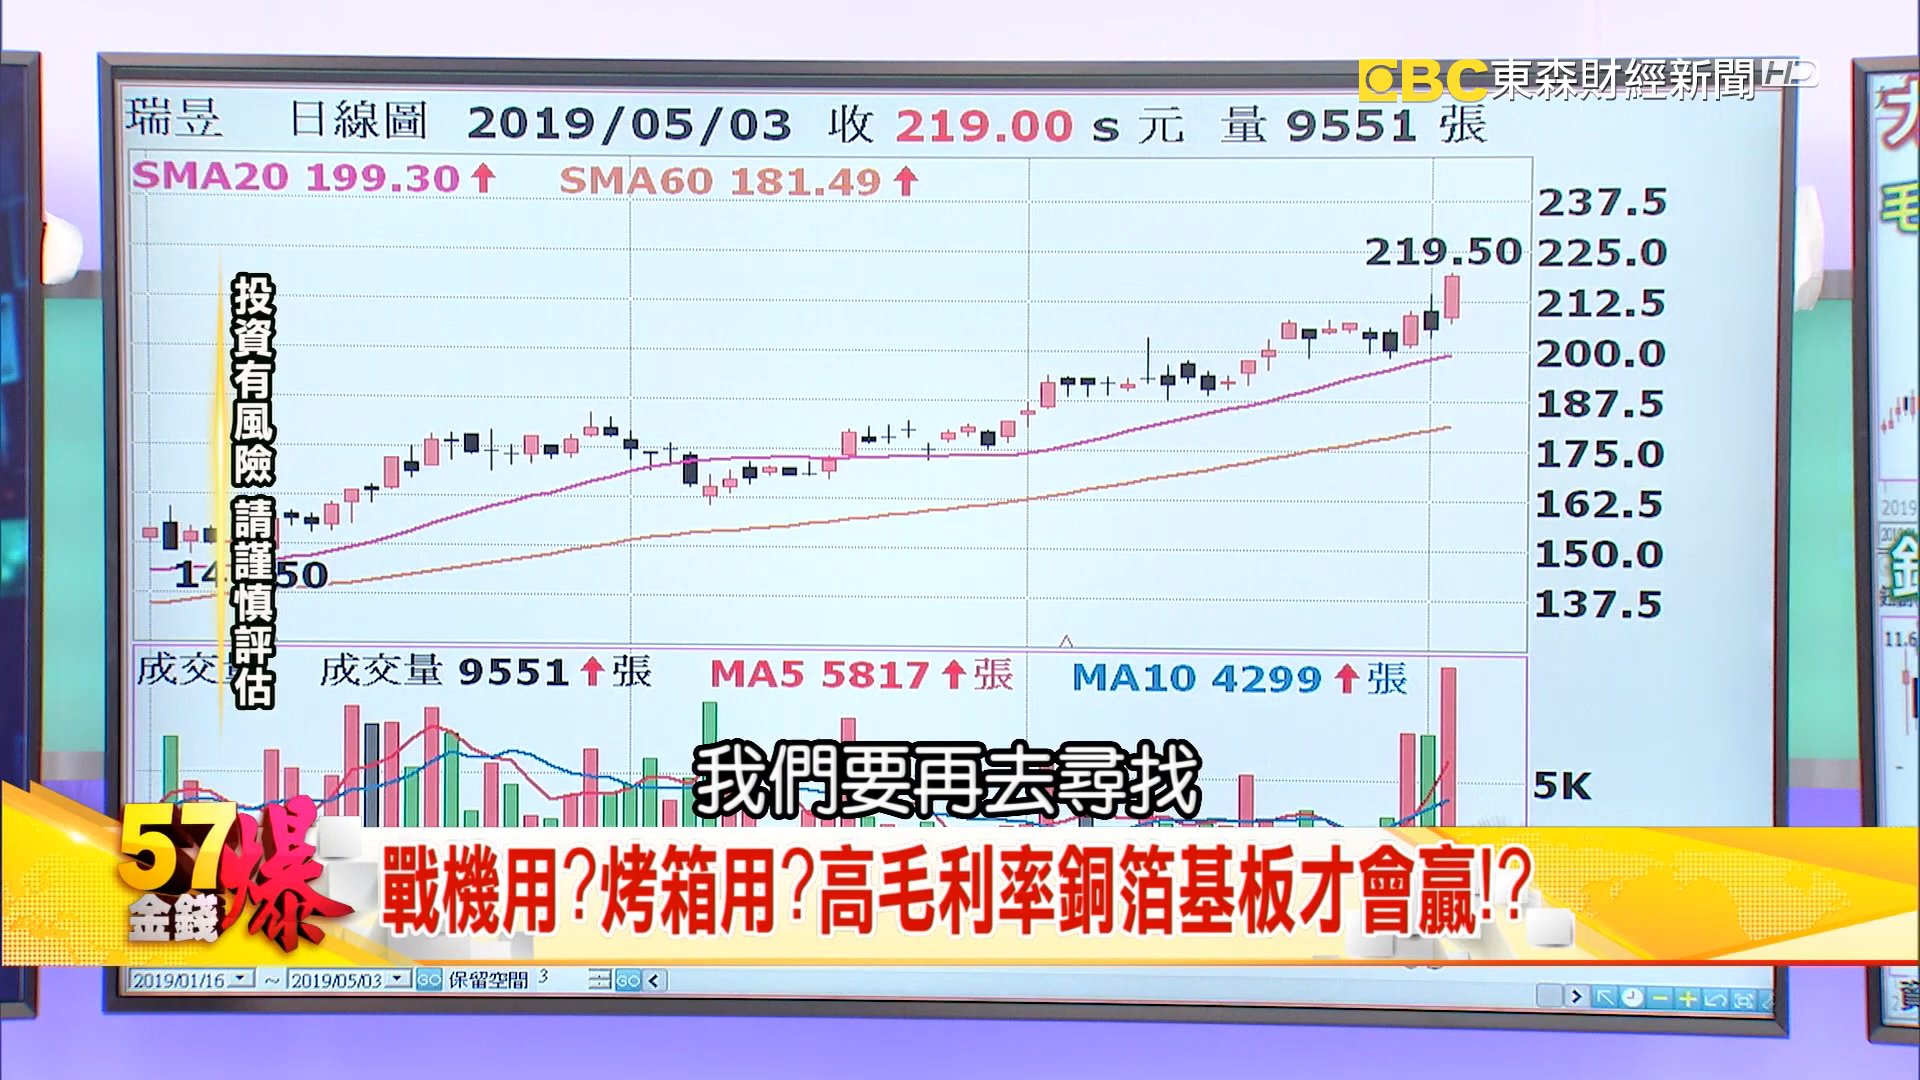 EBC東森財經新聞HD
瑞昱 日線圖 2019/05/03 收 219.00 s 元 量 9551 張
SMA20 199.30↑ SMA60 181.49↑
237.5
219.50 225.0
212.5
200.0
187.5
175.0
162.5
150.0
137.5
投資有風險 請謹慎評估
成交量 9551↑張 MA5 5817↑張 MA10 4299↑張
5K
我們要再去尋找
57金錢爆
戰機用?烤箱用?高毛利率銅箔基板才會贏!?
2019/01/16 ~ 2019/05/03 GO 保留空間 3 GO
毛
2019
11.6